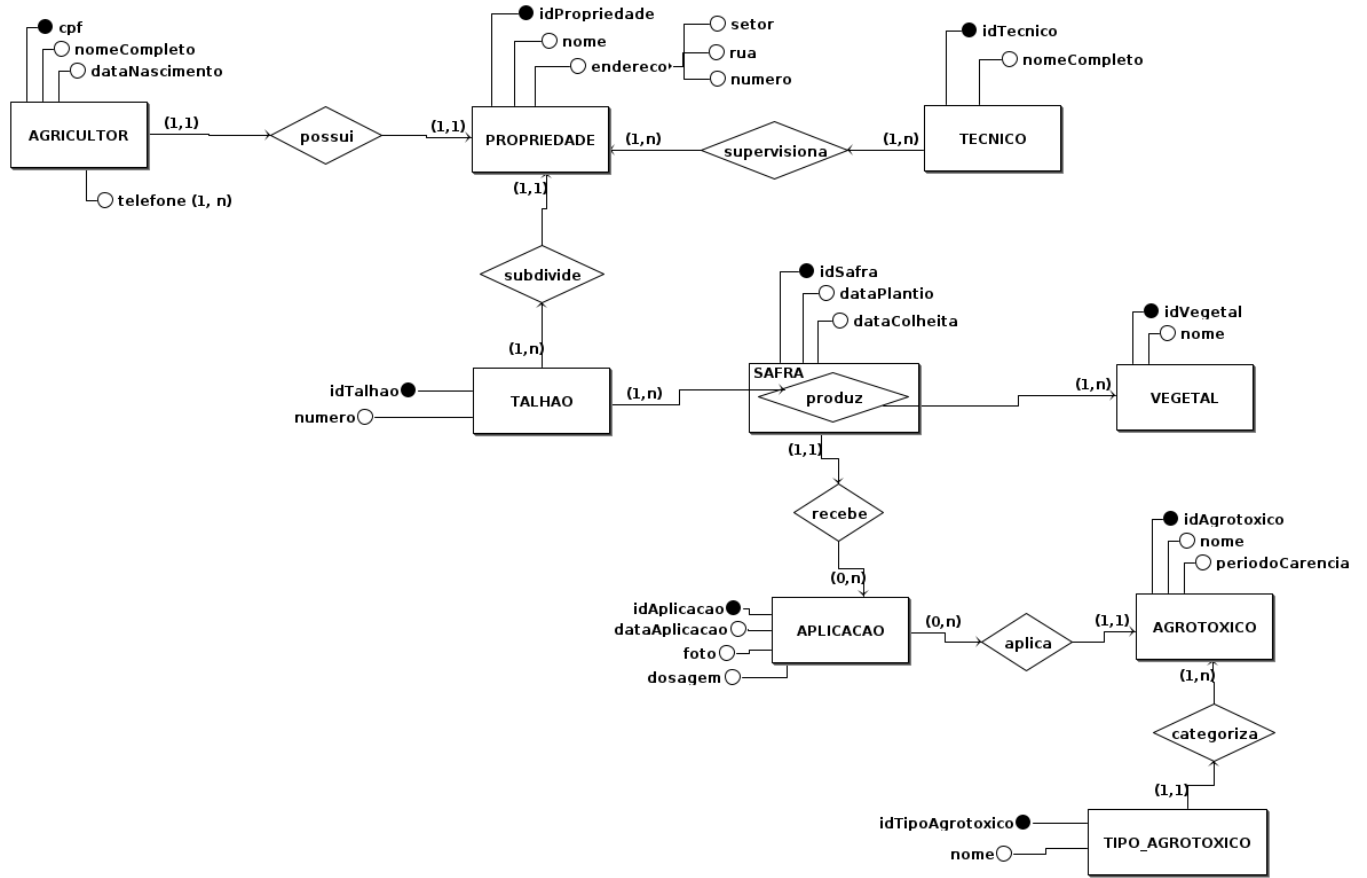 cpf
nomeCompleto
dataNascimento
AGRICULTOR
(1,1)
possui
(1,1)
telefone (1, n)
idPropriedade
nome
endereco
setor
rua
numero
PROPRIEDADE
(1,n)
supervisiona
(1,n)
idTecnico
nomeCompleto
TECNICO
(1,1)
subdivide
(1,n)
idTalhao
numero
TALHAO
(1,n)
idSafra
dataPlantio
dataColheita
SAFRA
produz
(1,n)
idVegetal
nome
VEGETAL
(1,1)
recebe
(0,n)
idAplicacao
dataAplicacao
foto
dosagem
APLICACAO
(0,n)
aplica
(1,1)
idAgrotoxico
nome
periodoCarencia
AGROTOXICO
(1,n)
categoriza
(1,1)
idTipoAgrotoxico
nome
TIPO_AGROTOXICO